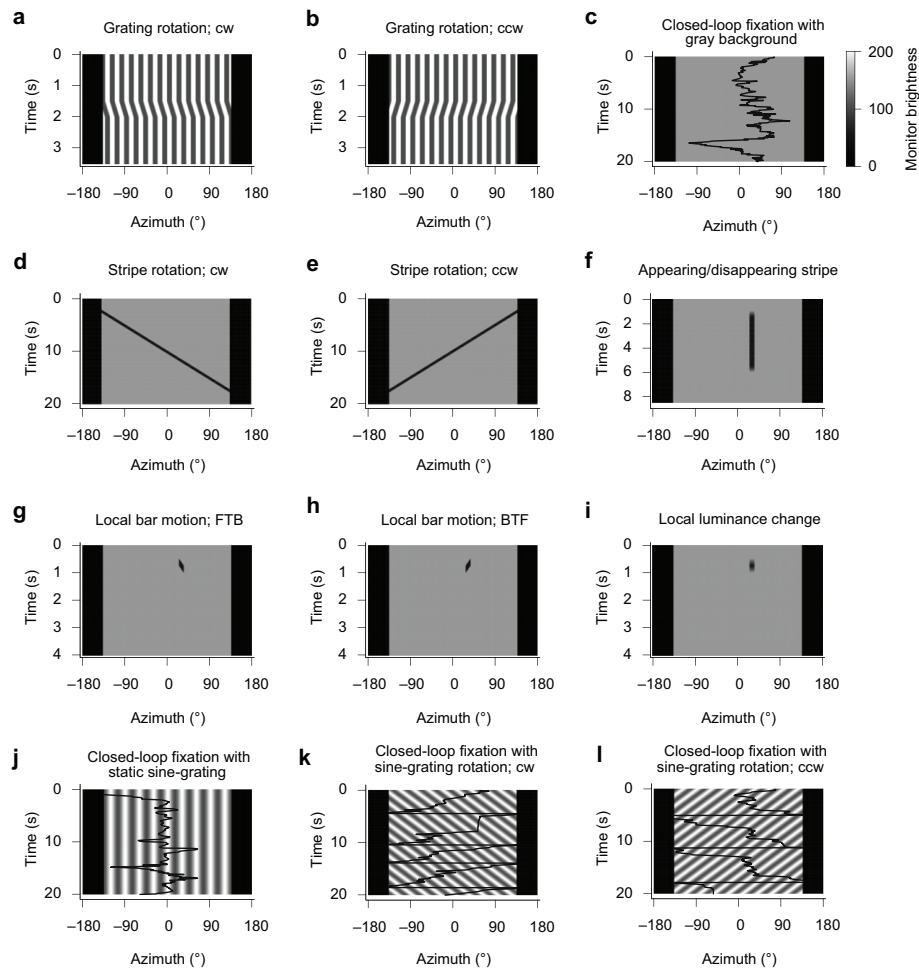 a
Grating rotation; cw
0
1
2
3
Time (s)
–180 –90 0 90 180
Azimuth (°)
b
Grating rotation; ccw
0
1
2
3
Time (s)
–180 –90 0 90 180
Azimuth (°)
c
Closed-loop fixation with
gray background
0
10
20
Time (s)
–180 –90 0 90 180
Azimuth (°)
200
100
0
Monitor brightness
d
Stripe rotation; cw
0
10
20
Time (s)
–180 –90 0 90 180
Azimuth (°)
e
Stripe rotation; ccw
0
10
20
Ttime (s)
–180 –90 0 90 180
Azimuth (°)
f
Appearing/disappearing stripe
0
2
4
6
8
Time (s)
–180 –90 0 90 180
Azimuth (°)
g
Local bar motion; FTB
0
1
2
3
4
Time (s)
–180 –90 0 90 180
Azimuth (°)
h
Local bar motion; BTF
0
1
2
3
4
Time (s)
–180 –90 0 90 180
Azimuth (°)
i
Local luminance change
0
1
2
3
4
Time (s)
–180 –90 0 90 180
Azimuth (°)
j
Closed-loop fixation with
static sine-grating
0
10
20
Time (s)
–180 –90 0 90 180
Azimuth (°)
k
Closed-loop fixation with
sine-grating rotation; cw
0
10
20
Time (s)
–180 –90 0 90 180
Azimuth (°)
l
Closed-loop fixation with
sine-grating rotation; ccw
0
10
20
Time (s)
–180 –90 0 90 180
Azimuth (°)